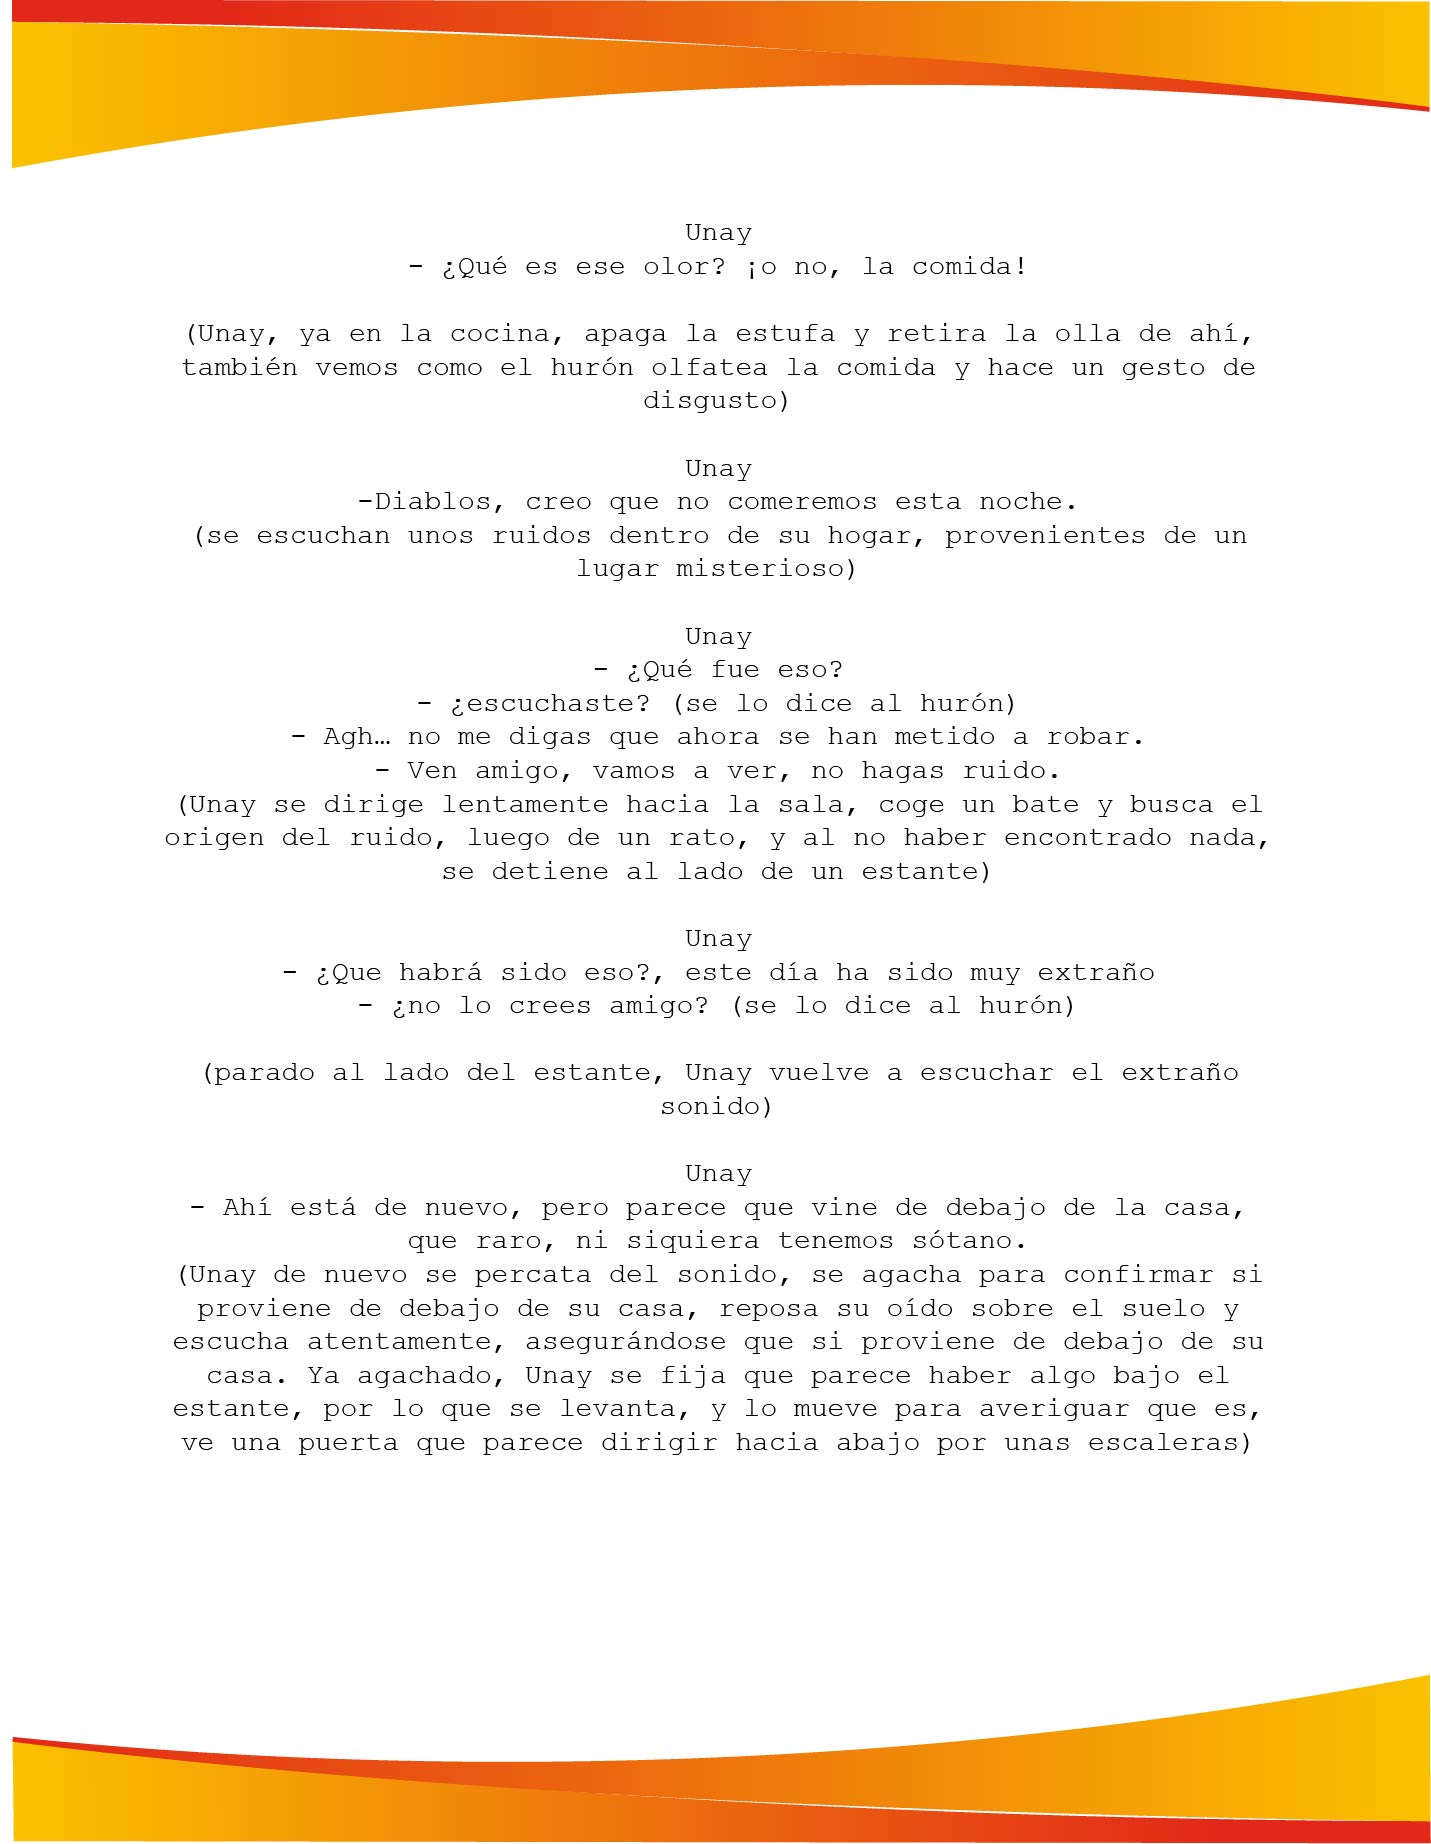 Unay
- ¿Qué es ese olor? ¡o no, la comida!
(Unay, ya en la cocina, apaga la estufa y retira la olla de ahí,
también vemos como el hurón olfatea la comida y hace un gesto de
disgusto)
Unay
-Diablos, creo que no comeremos esta noche.
(se escuchan unos ruidos dentro de su hogar, provenientes de un
lugar misterioso)
Unay
- ¿Qué fue eso?
- ¿escuchaste? (se lo dice al hurón)
- Agh… no me digas que ahora se han metido a robar.
- Ven amigo, vamos a ver, no hagas ruido.
(Unay se dirige lentamente hacia la sala, coge un bate y busca el
origen del ruido, luego de un rato, y al no haber encontrado nada,
se detiene al lado de un estante)
Unay
- ¿Que habrá sido eso?, este día ha sido muy extraño
- ¿no lo crees amigo? (se lo dice al hurón)
(parado al lado del estante, Unay vuelve a escuchar el extraño
sonido)
Unay
- Ahí está de nuevo, pero parece que vine de debajo de la casa,
que raro, ni siquiera tenemos sótano.
(Unay de nuevo se percata del sonido, se agacha para confirmar si
proviene de debajo de su casa, reposa su oído sobre el suelo y
escucha atentamente, asegurándose que si proviene de debajo de su
casa. Ya agachado, Unay se fija que parece haber algo bajo el
estante, por lo que se levanta, y lo mueve para averiguar que es,
ve una puerta que parece dirigir hacia abajo por unas escaleras)